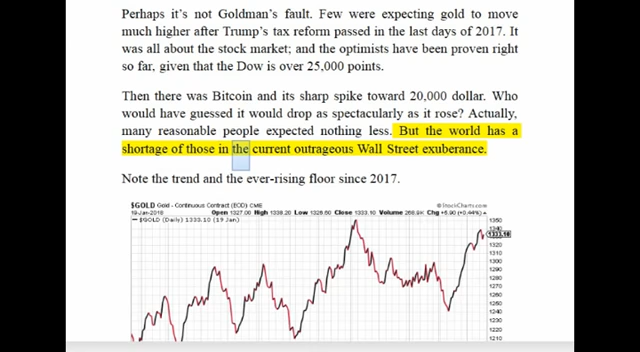 Perhaps it's not Goldman's fault. Few were expecting gold to move
much higher after Trump's tax reform passed in the last days of 2017. It
was all about the stock market; and the optimists have been proven right
so far, given that the Dow is over 25,000 points.
Then there was Bitcoin and its sharp spike toward 20,000 dollar. Who
would have guessed it would drop as spectacularly as it rose? Actually,
many reasonable people expected nothing less. But the world has a
shortage of those in the current outrageous Wall Street exuberance.
Note the trend and the ever-rising floor since 2017.
$GOLD Gold - Continuous Contract (EOD) CME © StockCharts.com
19-Jan-2018 Open 1327.00 High 1338.20 Low 1326.50 Close 1333.10 Volume 268.9K Chg +5.90 (+0.44%)
$GOLD (Daily) 1333.10 (19 Jan)
1350
1340
1333.10
1320
1310
1300
1290
1280
1270
1260
1250
1240
1230
1220
1210